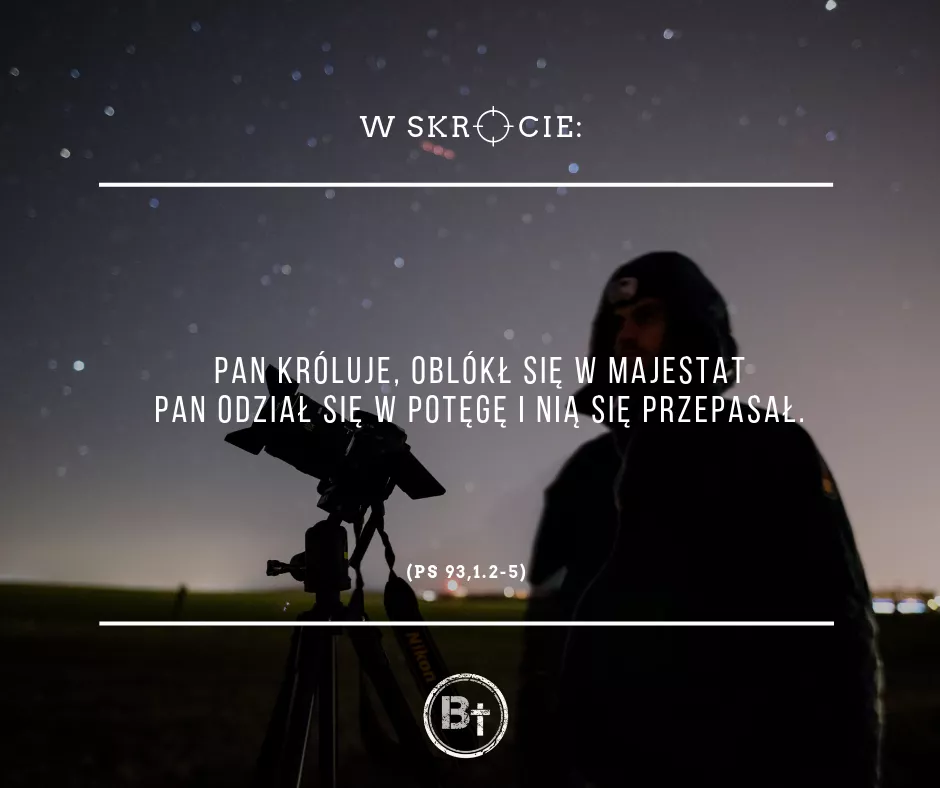 W SKRÓCIE:
PAN KRÓLUJE, OBLÓKŁ SIĘ W MAJESTAT
PAN ODZIAŁ SIĘ W POTĘGĘ I NIĄ SIĘ PRZEPASAŁ.
(PS 93,1.2-5)
Nikon
Bt